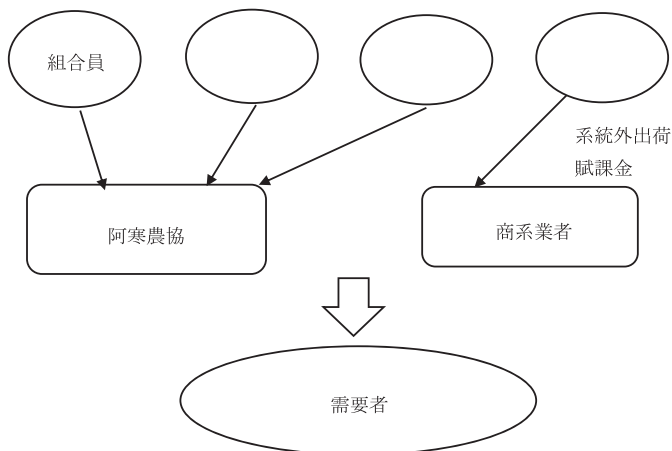 組合員
系統外出荷
賦課金
阿寒農協
商系業者
需要者